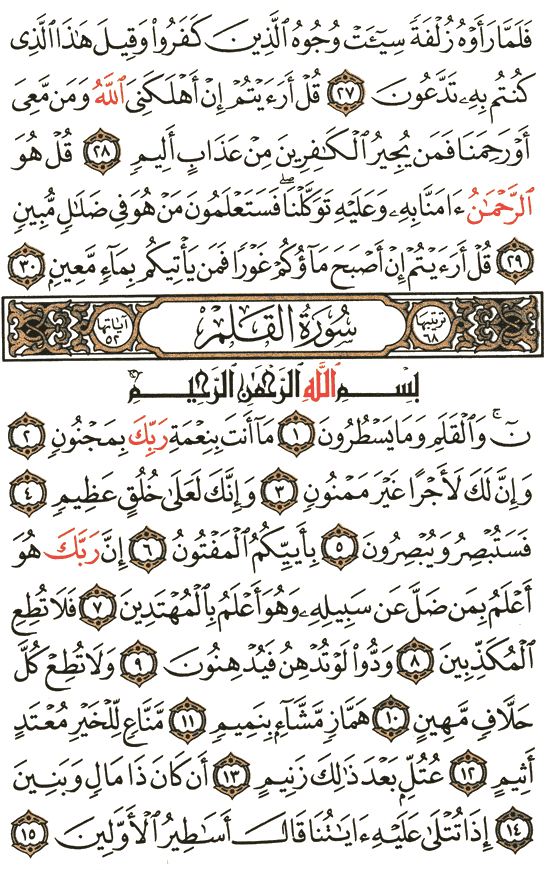 فَلَمَّا رَأَوْهُ زُلْفَةً سِيٓـَٔتْ وُجُوهُ ٱلَّذِينَ كَفَرُوا۟ وَقِيلَ هَٰذَا ٱلَّذِى
كُنتُم بِهِۦ تَدَّعُونَ ٢٧ قُلْ أَرَءَيْتُمْ إِنْ أَهْلَكَنِىَ ٱللَّهُ وَمَن مَّعِىَ
أَوْ رَحِمَنَا فَمَن يُجِيرُ ٱلْكَٰفِرِينَ مِنْ عَذَابٍ أَلِيمٍ ٢٨ قُلْ هُوَ
ٱلرَّحْمَٰنُ ءَامَنَّا بِهِۦ وَعَلَيْهِ تَوَكَّلْنَا ۖ فَسَتَعْلَمُونَ مَنْ هُوَ فِى ضَلَٰلٍ مُّبِينٍ
٢٩ قُلْ أَرَءَيْتُمْ إِنْ أَصْبَحَ مَآؤُكُمْ غَوْرًا فَمَن يَأْتِيكُم بِمَآءٍ مَّعِينٍۭ ٣٠
ترتيبها ٦٨ سُورَةُ القَلَمِ آياتها ٥٢
بِسْمِ ٱللَّهِ ٱلرَّحْمَٰنِ ٱلرَّحِيمِ
نٓ ۚ وَٱلْقَلَمِ وَمَا يَسْطُرُونَ ١ مَآ أَنتَ بِنِعْمَةِ رَبِّكَ بِمَجْنُونٍ ٢
وَإِنَّ لَكَ لَأَجْرًا غَيْرَ مَمْنُونٍ ٣ وَإِنَّكَ لَعَلَىٰ خُلُقٍ عَظِيمٍ ٤
فَسَتُبْصِرُ وَيُبْصِرُونَ ٥ بِأَييِّكُمُ ٱلْمَفْتُونُ ٦ إِنَّ رَبَّكَ هُوَ
أَعْلَمُ بِمَن ضَلَّ عَن سَبِيلِهِۦ وَهُوَ أَعْلَمُ بِٱلْمُهْتَدِينَ ٧ فَلَا تُطِعِ
ٱلْمُكَذِّبِينَ ٨ وَدُّوا۟ لَوْ تُدْهِنُ فَيُدْهِنُونَ ٩ وَلَا تُطِعْ كُلَّ
حَلَّافٍ مَّهِينٍ ١٠ هَمَّازٍ مَّشَّآءٍۭ بِنَمِيمٍ ١١ مَّنَّاعٍ لِّلْخَيْرِ مُعْتَدٍ
أَثِيمٍ ١٢ عُتُلٍّۭ بَعْدَ ذَٰلِكَ زَنِيمٍ ١٣ أَن كَانَ ذَا مَالٍ وَبَنِينَ
١٤ إِذَا تُتْلَىٰ عَلَيْهِ ءَايَٰتُنَا قَالَ أَسَٰطِيرُ ٱلْأَوَّلِينَ ١٥